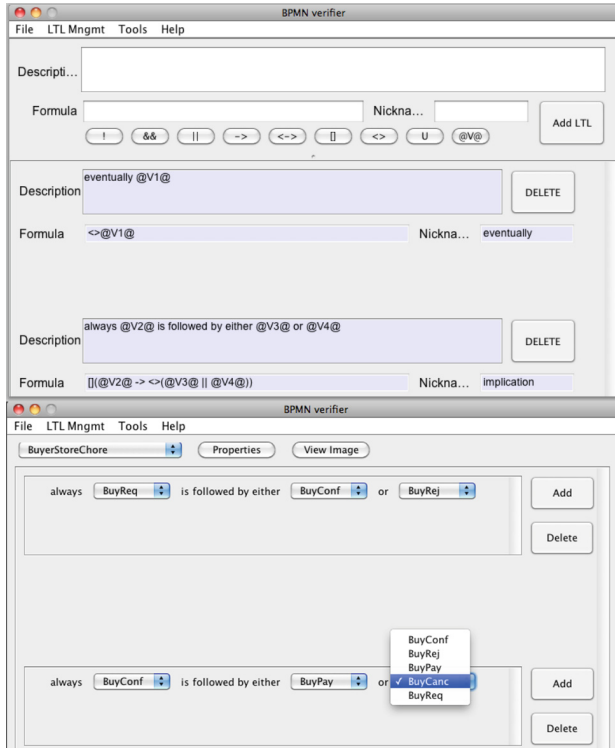 BPMN verifier
File LTL Mngmt Tools Help
Descripti...
Formula Nickna... Add LTL
! && || -> <-> [] <> U @V@
Description eventually @V1@ DELETE
Formula <>@V1@ Nickna... eventually
Description always @V2@ is followed by either @V3@ or @V4@ DELETE
Formula [](@V2@ -> <>(@V3@ || @V4@)) Nickna... implication
BPMN verifier
File LTL Mngmt Tools Help
BuyerStoreChore Properties View Image
always BuyReq is followed by either BuyConf or BuyRej Add
Delete
BuyConf
BuyRej
BuyPay
always BuyConf is followed by either BuyPay or ✓ BuyCanc Add
BuyReq
Delete